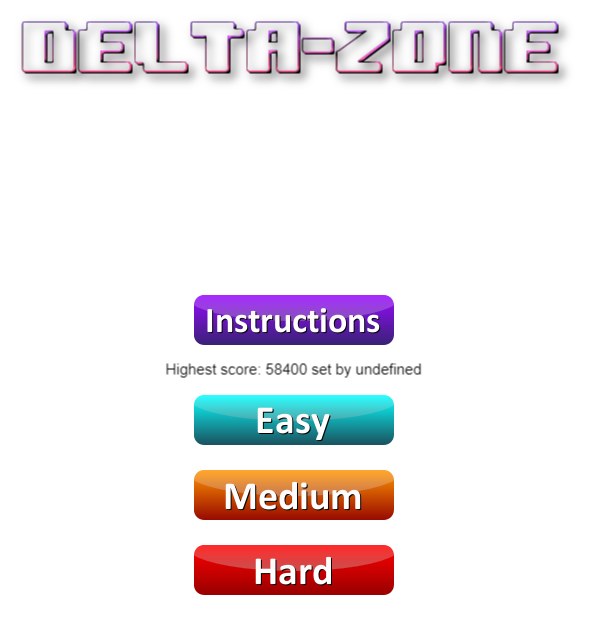 DELTA-ZONE
Instructions
Highest score: 58400 set by undefined
Easy
Medium
Hard